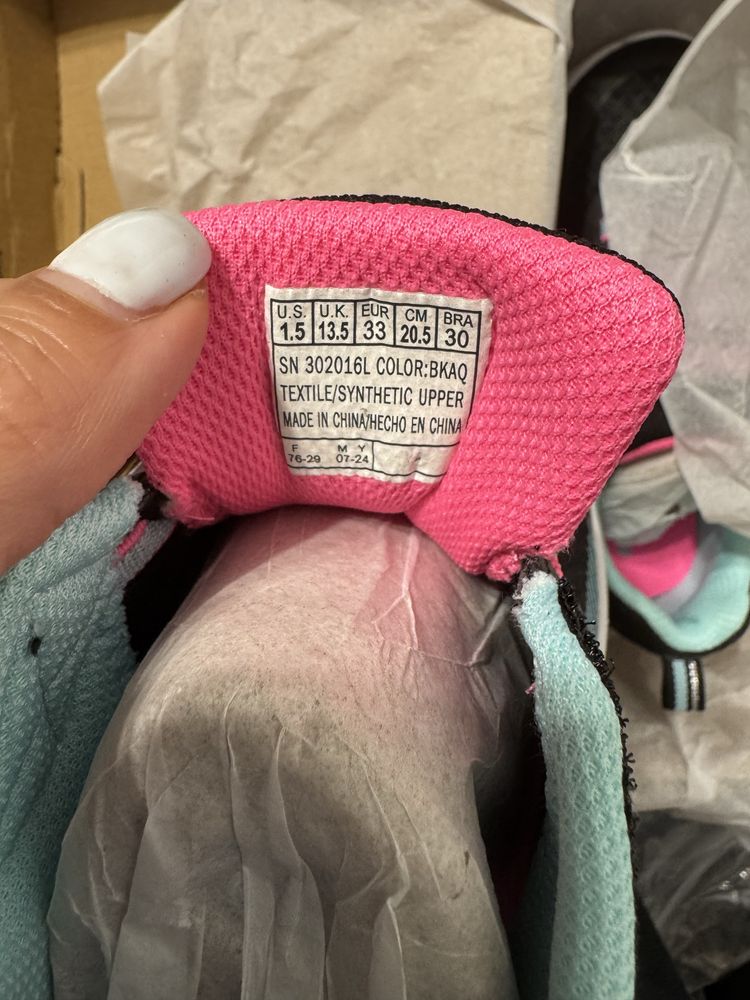 U.S. U.K. EUR CM BRA
1.5 13.5 33 20.5 30
SN 302016L COLOR:BKAQ
TEXTILE/SYNTHETIC UPPER
MADE IN CHINA/HECHO EN CHINA
F M Y
76-29 07-24